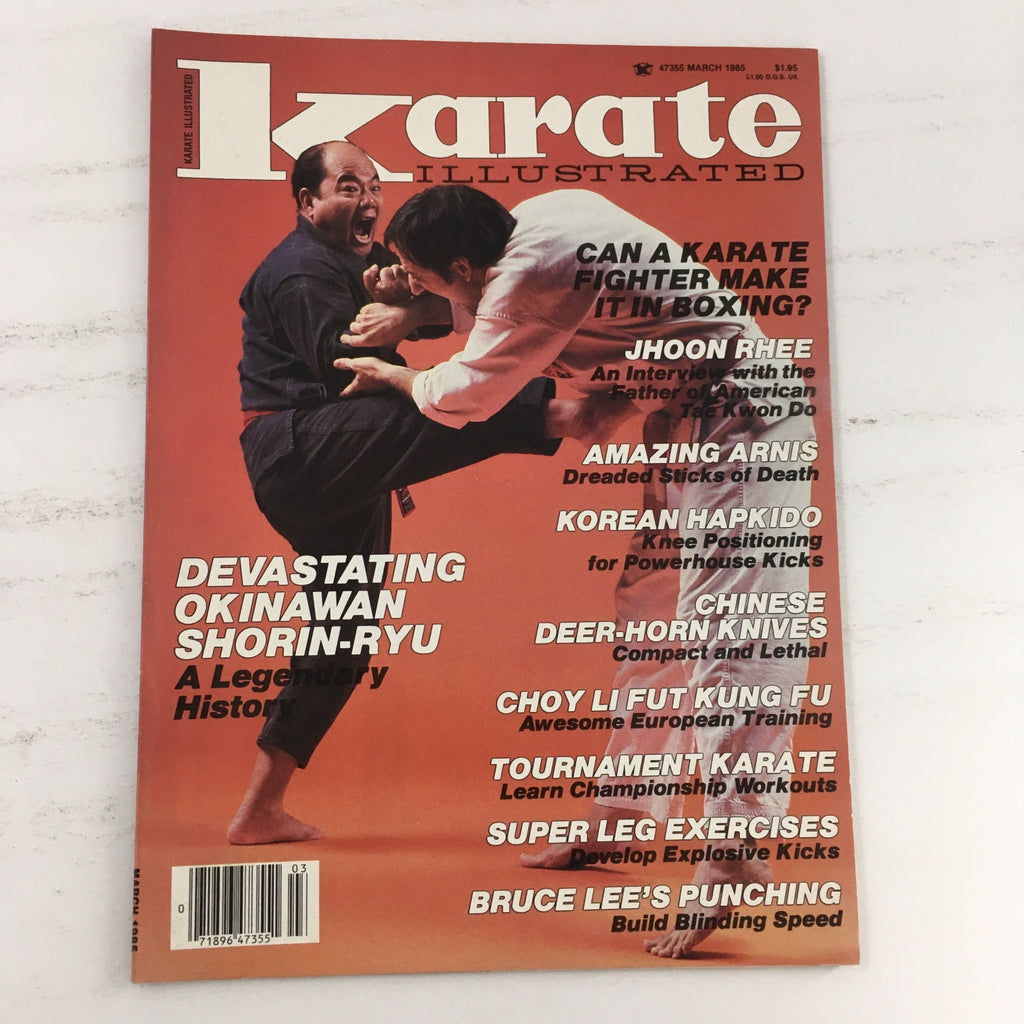 KARATE ILLUSTRATED
47355 MARCH 1985 $1.95
£1.00 D.G.S. UK
Karate
ILLUSTRATED
CAN A KARATE
FIGHTER MAKE
IT IN BOXING?
JHOON RHEE
An Interview with the
Father of American
Tae Kwon Do
AMAZING ARNIS
Dreaded Sticks of Death
KOREAN HAPKIDO
Knee Positioning
for Powerhouse Kicks
DEVASTATING
OKINAWAN
SHORIN-RYU
A Legendary
History
CHINESE
DEER-HORN KNIVES
Compact and Lethal
CHOY LI FUT KUNG FU
Awesome European Training
TOURNAMENT KARATE
Learn Championship Workouts
SUPER LEG EXERCISES
Develop Explosive Kicks
BRUCE LEE'S PUNCHING
Build Blinding Speed
03
0 71896 47355
MARCH 1985